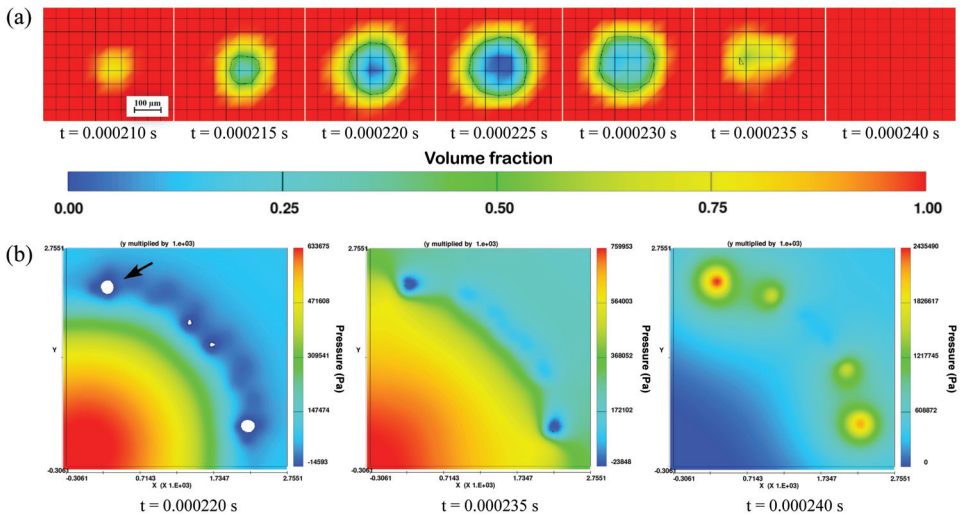 (a)
100 µm
t = 0.000210 s
t = 0.000215 s
t = 0.000220 s
t = 0.000225 s
t = 0.000230 s
t = 0.000235 s
t = 0.000240 s
Volume fraction
0.00
0.25
0.50
0.75
1.00
(b)
(y multiplied by 1.e+03)
2.7551
Y
-0.3061
-0.3061
0.7143
1.7347
2.7551
X (X 1.E+03)
633675
471608
309541
147474
-14593
Pressure (Pa)
t = 0.000220 s
(y multiplied by 1.e+03)
2.7551
Y
-0.3061
-0.3061
0.7143
1.7347
2.7551
X (X 1.E+03)
759953
564003
368052
172102
-23848
Pressure (Pa)
t = 0.000235 s
(y multiplied by 1.e+03)
2.7551
Y
-0.3061
-0.3061
0.7143
1.7347
2.7551
X (X 1.E+03)
2435490
1826617
1217745
608872
0
Pressure (Pa)
t = 0.000240 s